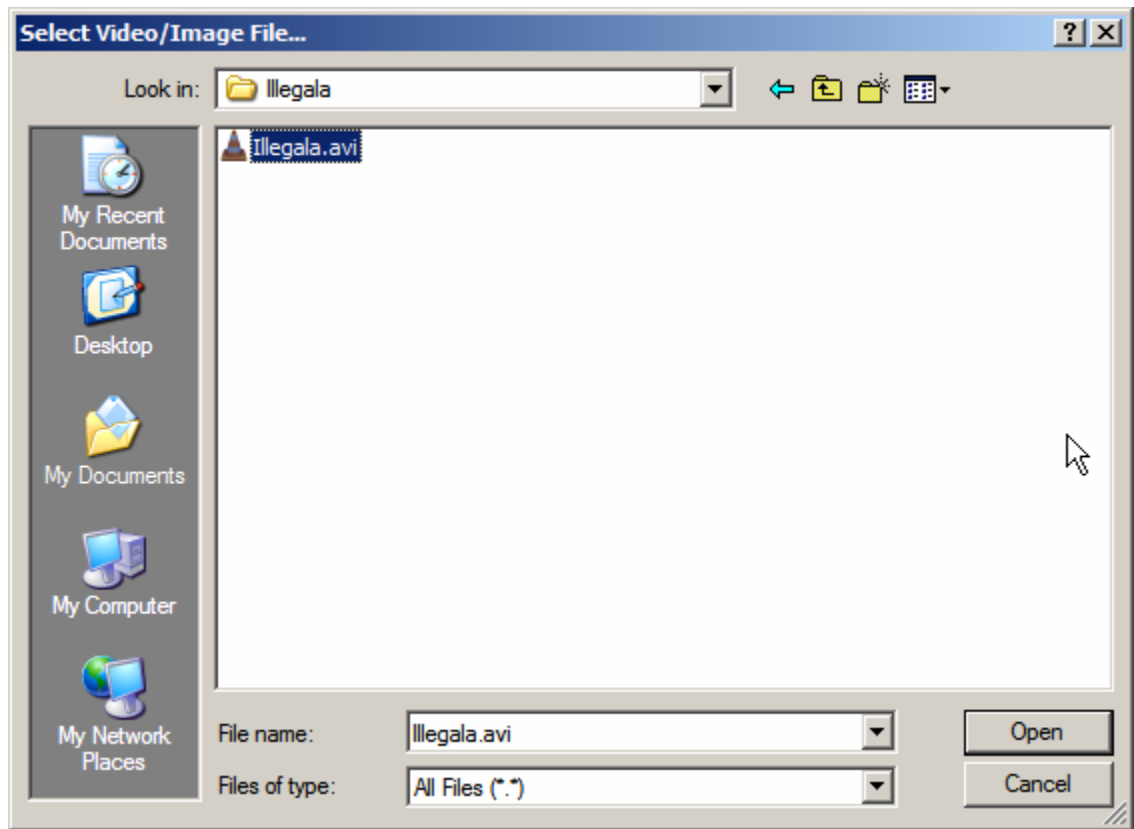 Select Video/Image File...
Look in: Illegala
Illegala.avi
My Recent
Documents
Desktop
My Documents
My Computer
My Network
Places
File name: Illegala.avi Open
Files of type: All Files (*.*) Cancel